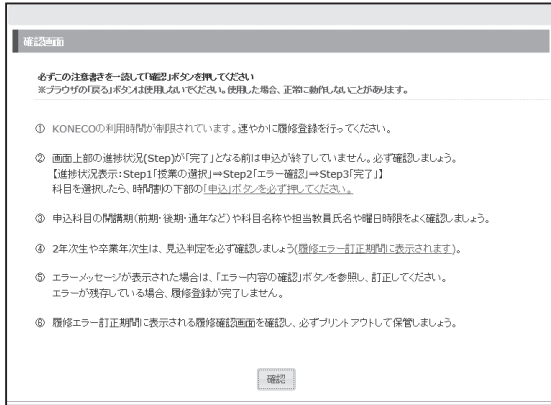 確認画面
必ずこの注意書きを一読して「確認」ボタンを押してください
※ブラウザの「戻る」ボタンは使用しないでください。使用した場合、正常に動作しないことがあります。
① KONECOの利用時間が制限されています。速やかに履修登録を行ってください。
② 画面上部の進捗状況(Step)が「完了」となる前は申込が終了していません。必ず確認しましょう。
【進捗状況表示:Step1「授業の選択」⇒Step2「エラー確認」⇒Step3「完了」】
科目を選択したら、時間割の下部の「申込」ボタンを必ず押してください。
③ 申込科目の開講期(前期・後期・通年など)や科目名称や担当教員氏名や曜日時限をよく確認しましょう。
④ 2年次生や卒業年次生は、見込判定を必ず確認しましょう(履修エラー訂正期間に表示されます)。
⑤ エラーメッセージが表示された場合は、「エラー内容の確認」ボタンを参照し、訂正してください。
エラーが残存している場合、履修登録が完了しません。
⑥ 履修エラー訂正期間に表示される履修確認画面を確認し、必ずプリントアウトして保管しましょう。
確認